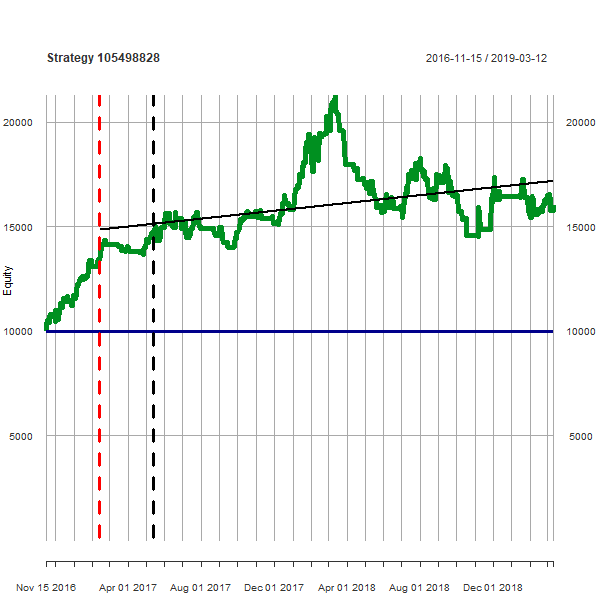 Strategy 105498828
2016-11-15 / 2019-03-12
20000
20000
15000
15000
Equity
10000
10000
5000
5000
Nov 15 2016
Apr 01 2017
Aug 01 2017
Dec 01 2017
Apr 01 2018
Aug 01 2018
Dec 01 2018